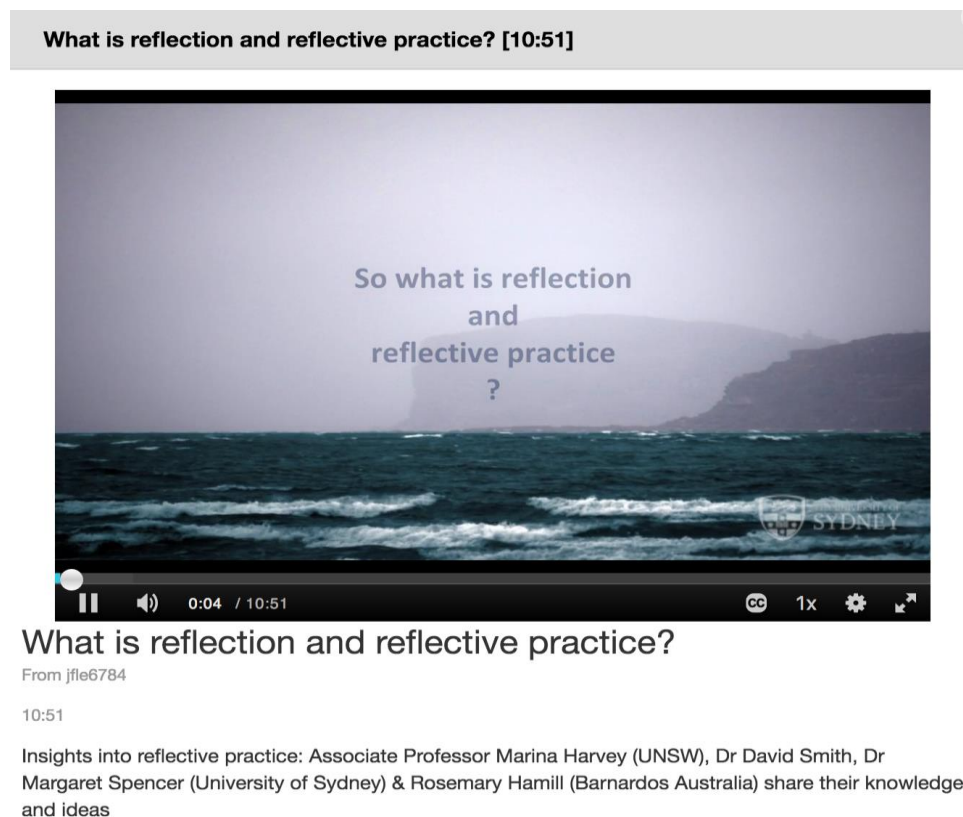 What is reflection and reflective practice? [10:51]
So what is reflection
and
reflective practice
?
SYDNEY
0:04 / 10:51
CC
1x
What is reflection and reflective practice?
From jfle6784
10:51
Insights into reflective practice: Associate Professor Marina Harvey (UNSW), Dr David Smith, Dr
Margaret Spencer (University of Sydney) & Rosemary Hamill (Barnardos Australia) share their knowledge
and ideas